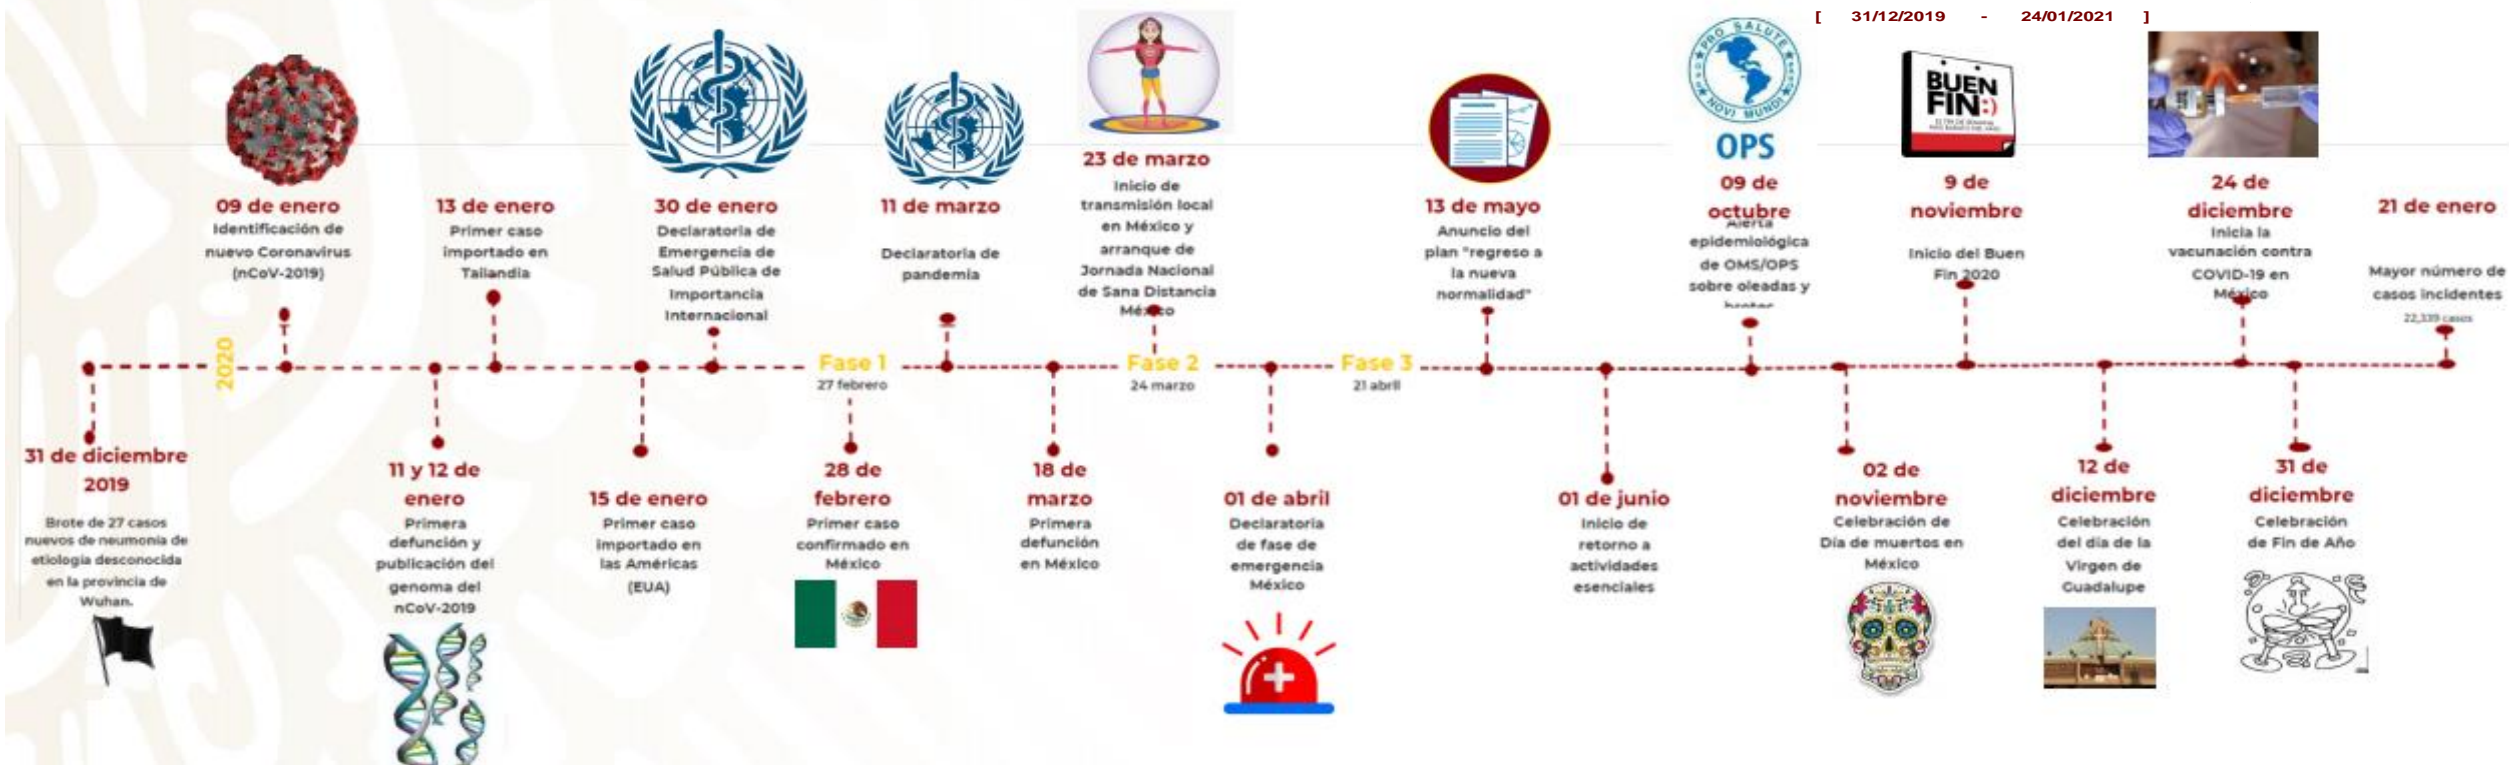 [ 31/12/2019 - 24/01/2021 ]
31 de diciembre
2019
Brote de 27 casos
nuevos de neumonía de
etiología desconocida
en la provincia de
Wuhan.
2020
09 de enero
Identificación de
nuevo Coronavirus
(nCoV-2019)
11 y 12 de
enero
Primera
defunción y
publicación del
genoma del
nCoV-2019
13 de enero
Primer caso
importado en
Tailandia
15 de enero
Primer caso
importado en
las Américas
(EUA)
30 de enero
Declaratoria de
Emergencia de
Salud Pública de
Importancia
Internacional
Fase 1
27 febrero
28 de
febrero
Primer caso
confirmado en
México
11 de marzo
Declaratoria de
pandemia
18 de
marzo
Primera
defunción
en México
23 de marzo
Inicio de
transmisión local
en México y
arranque de
Jornada Nacional
de Sana Distancia
México
Fase 2
24 marzo
01 de abril
Declaratoria
de fase de
emergencia
México
Fase 3
21 abril
13 de mayo
Anuncio del
plan "regreso a
la nueva
normalidad"
01 de junio
Inicio de
retorno a
actividades
esenciales
PRO SALUTE
NOVI MUNDI
OPS
09 de
octubre
Alerta
epidemiológica
de OMS/OPS
sobre oleadas y
brotes
02 de
noviembre
Celebración de
Día de muertos en
México
BUEN
FIN:)
9 de
noviembre
Inicio del Buen
Fin 2020
12 de
diciembre
Celebración
del día de la
Virgen de
Guadalupe
24 de
diciembre
Inicia la
vacunación contra
COVID-19 en
México
31 de
diciembre
Celebración
de Fin de Año
21 de enero
Mayor número de
casos incidentes
22,339 casos